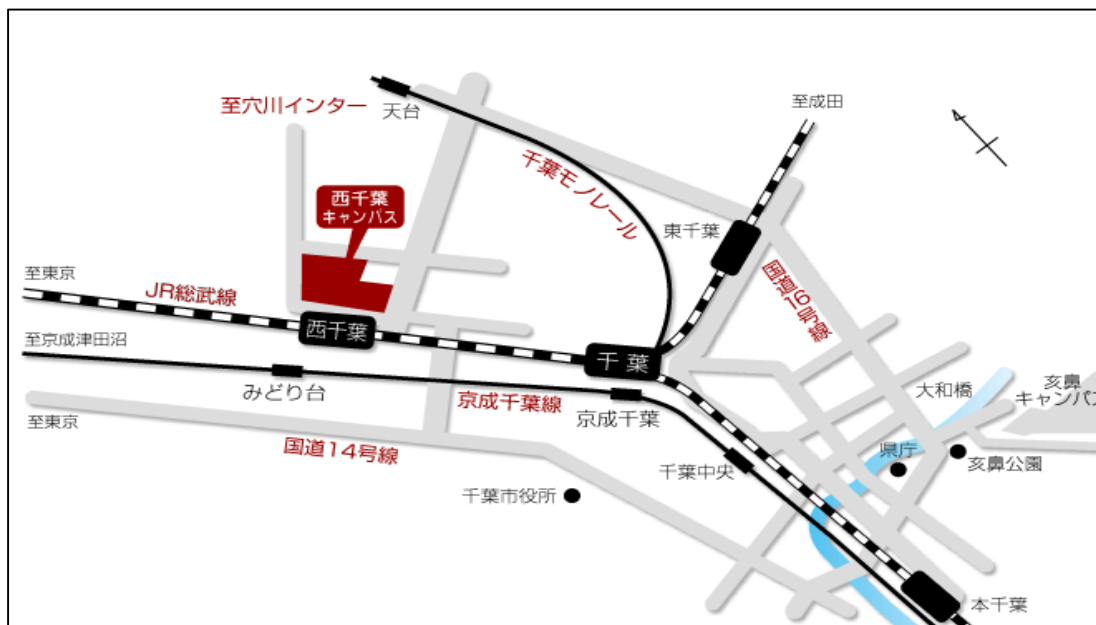 至穴川インター
天台
至成田
西千葉
キャンパス
千葉モノレール
東千葉
至東京
JR総武線
国道16号線
西千葉
千葉
至京成津田沼
みどり台
京成千葉線
京成千葉
大和橋
亥鼻
キャンパス
至東京
国道14号線
千葉中央
県庁
亥鼻公園
千葉市役所
本千葉